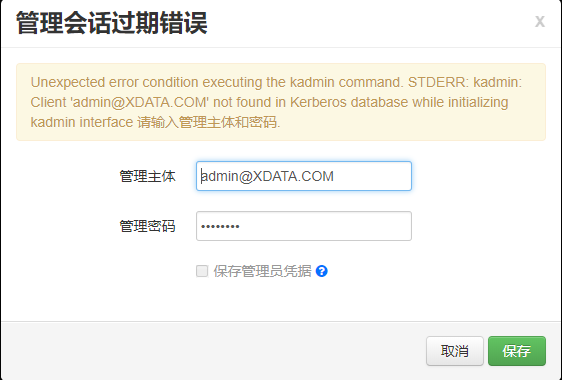 管理会话过期错误
x
Unexpected error condition executing the kadmin command. STDERR: kadmin:
Client 'admin@XDATA.COM' not found in Kerberos database while initializing
kadmin interface 请输入管理主体和密码.
管理主体 admin@XDATA.COM
管理密码 ••••••••
保存管理员凭据 ?
取消 保存